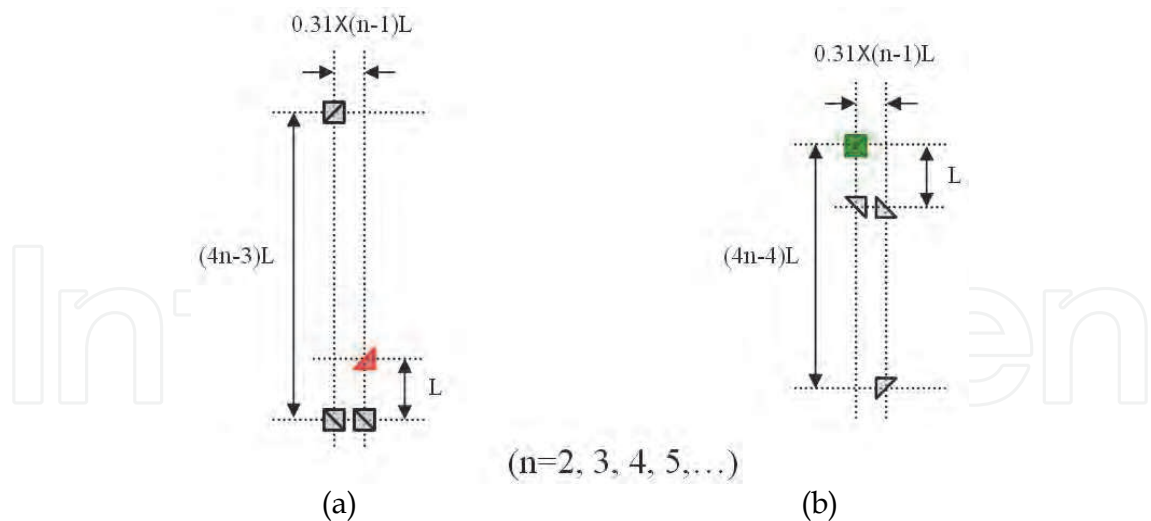 0.31X(n-1)L
0.31X(n-1)L
L
(4n-3)L
(4n-4)L
L
(n=2, 3, 4, 5,...)
(a) (b)